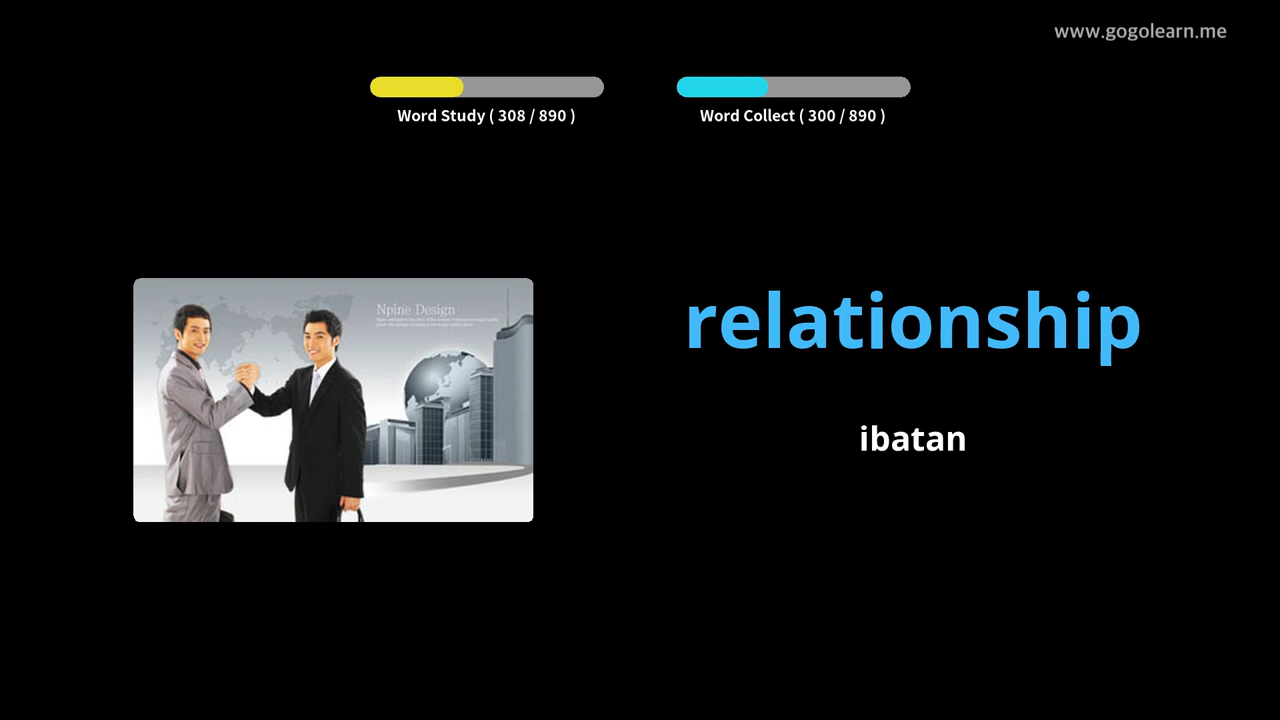 www.gogolearn.me
Word Study ( 308 / 890 )
Word Collect ( 300 / 890 )
Npine Design
relationship
ibatan